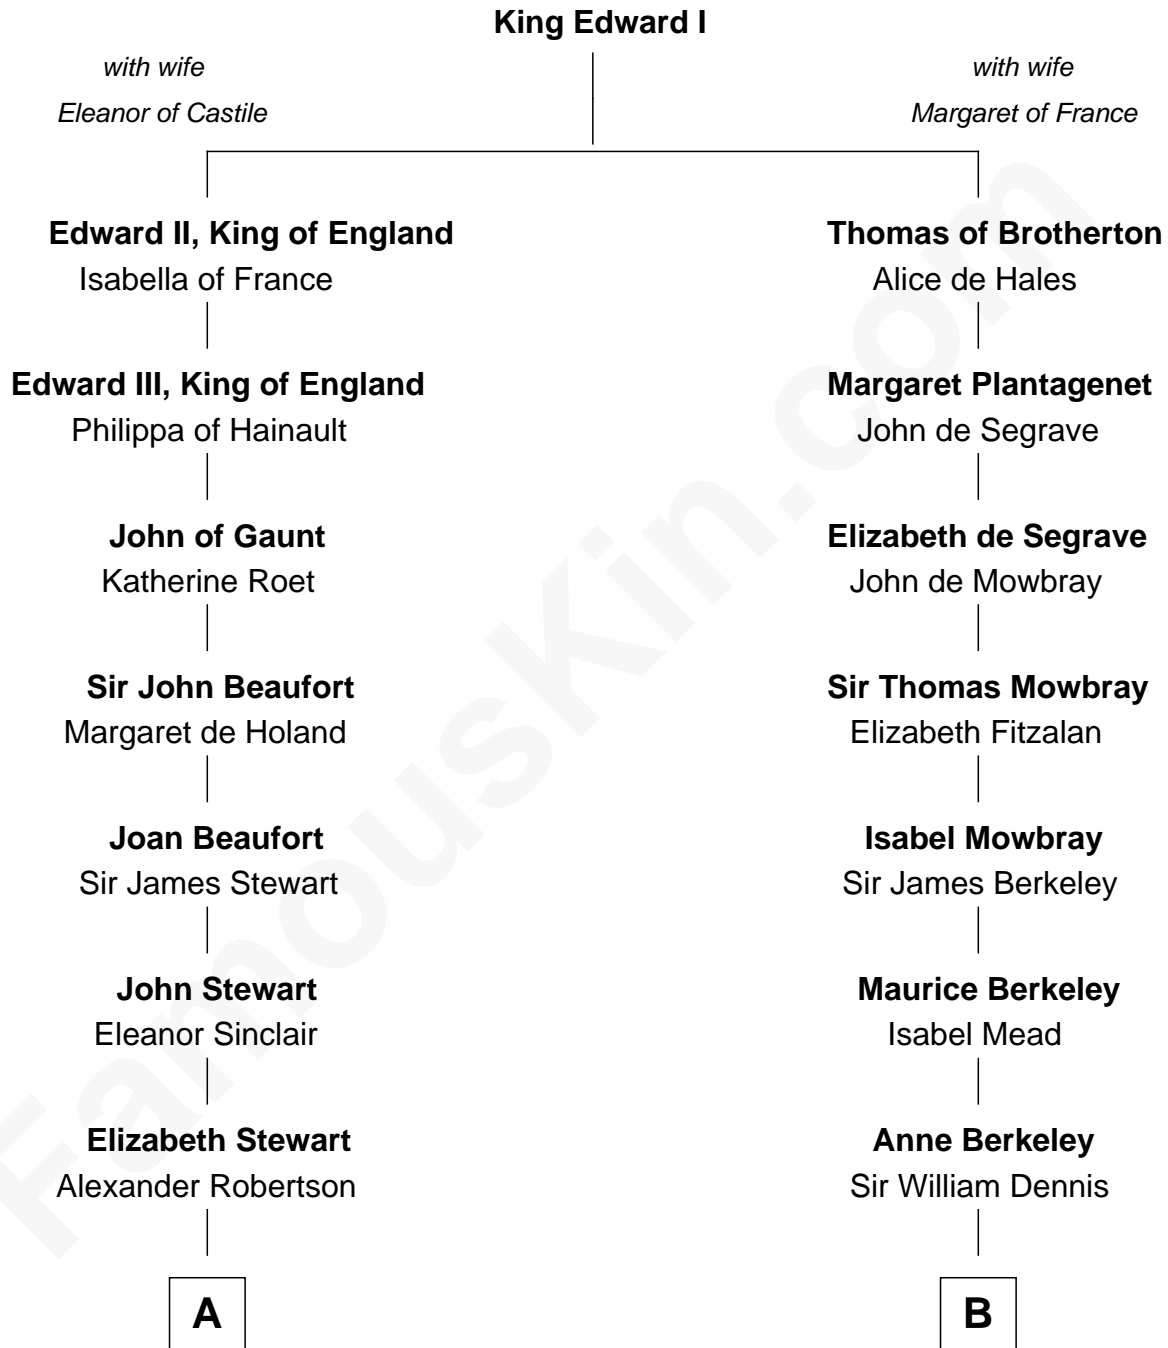 King Edward I
with wife
Eleanor of Castile
with wife
Margaret of France
Edward II, King of England
Isabella of France
Thomas of Brotherton
Alice de Hales
Edward III, King of England
Philippa of Hainault
Margaret Plantagenet
John de Segrave
John of Gaunt
Katherine Roet
Elizabeth de Segrave
John de Mowbray
Sir John Beaufort
Margaret de Holand
Sir Thomas Mowbray
Elizabeth Fitzalan
Joan Beaufort
Sir James Stewart
Isabel Mowbray
Sir James Berkeley
John Stewart
Eleanor Sinclair
Maurice Berkeley
Isabel Mead
Elizabeth Stewart
Alexander Robertson
Anne Berkeley
Sir William Dennis
A
B
FamousKin.com